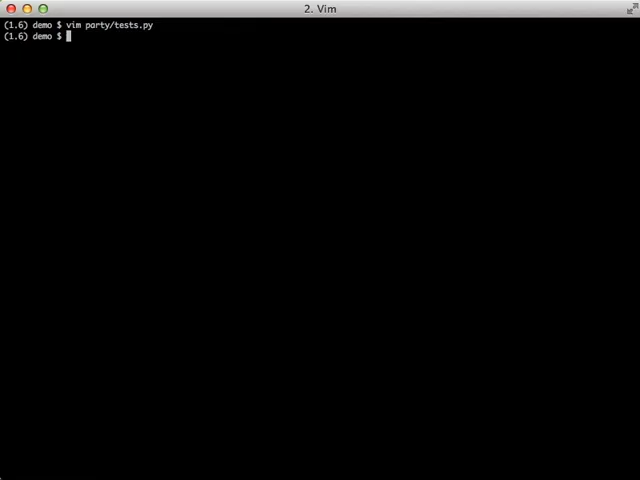 2. Vim
(1.6) demo $ vim party/tests.py
(1.6) demo $